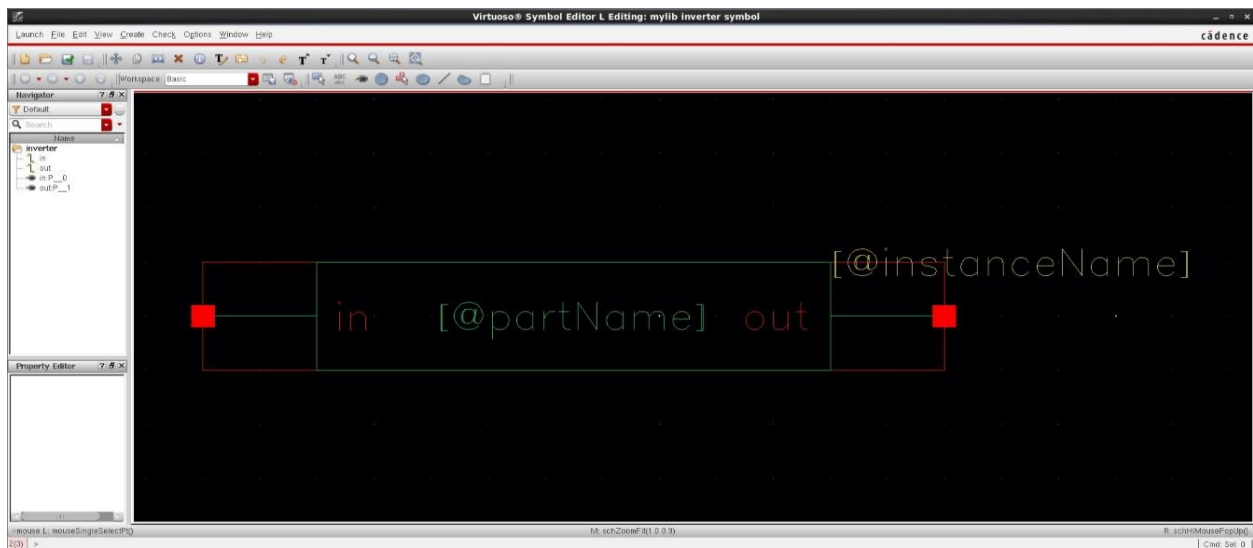 Virtuoso® Symbol Editor L Editing: mylib inverter symbol
Launch File Edit View Create Check Options Window Help
cādence
Workspace: Basic
Navigator
Default
Search
Name
inverter
in
out
in:P__0
out:P__1
[@instanceName]
in [@partName] out
Property Editor
mouse L: mouseSingleSelectPt()
M: schZoomFit(1.0 0.9)
R: schHiMousePopUp()
2(3) >
Cmd: Sel: 0